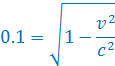 0.1 = √(1 − v²/c²)